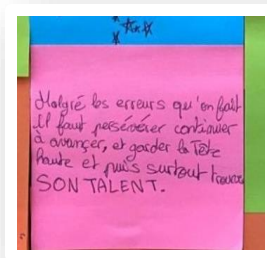 Malgré les erreurs qu'on fait
Il faut persévérer continuer
à avancer, et garder la Tête
haute et puis surtout trouver
SON TALENT.